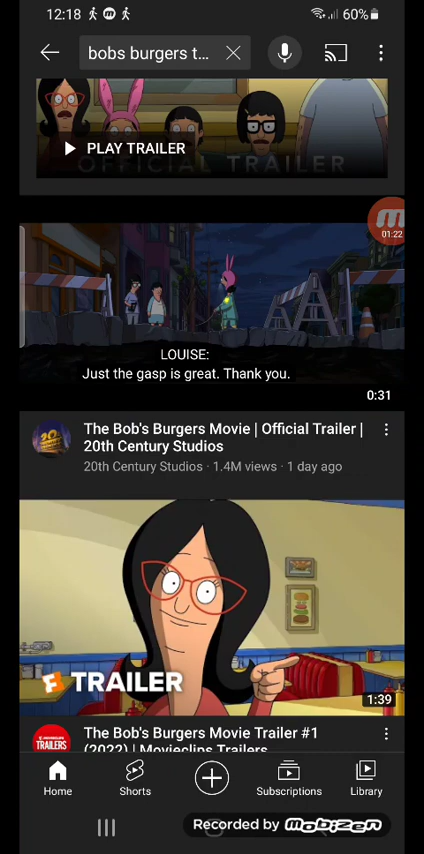 12:18
60%
bobs burgers t...
PLAY TRAILER
OFFICIAL TRAILER
01:22
LOUISE:
Just the gasp is great. Thank you.
0:31
The Bob's Burgers Movie | Official Trailer |
20th Century Studios
20th Century Studios · 1.4M views · 1 day ago
TRAILER
1:39
TRAILERS
The Bob's Burgers Movie Trailer #1
(2022) | Movieclips Trailers
Home
Shorts
Subscriptions
Library
Recorded by MOBIZEN